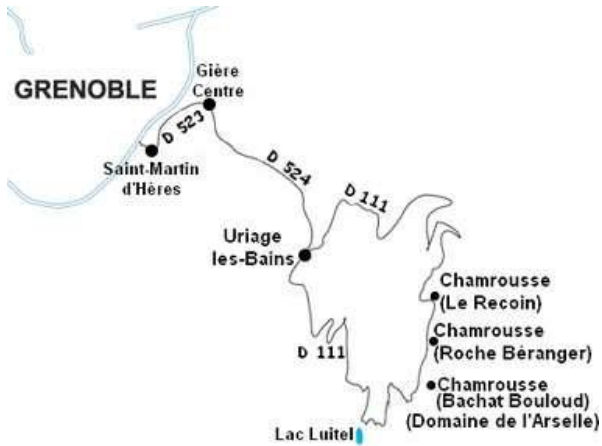 Gière
Centre
GRENOBLE
D 523
Saint-Martin
d'Hères
D 524
D 111
Uriage
les-Bains
Chamrousse
(Le Recoin)
Chamrousse
(Roche Béranger)
D 111
Chamrousse
(Bachat Bouloud)
(Domaine de l'Arselle)
Lac Luitel